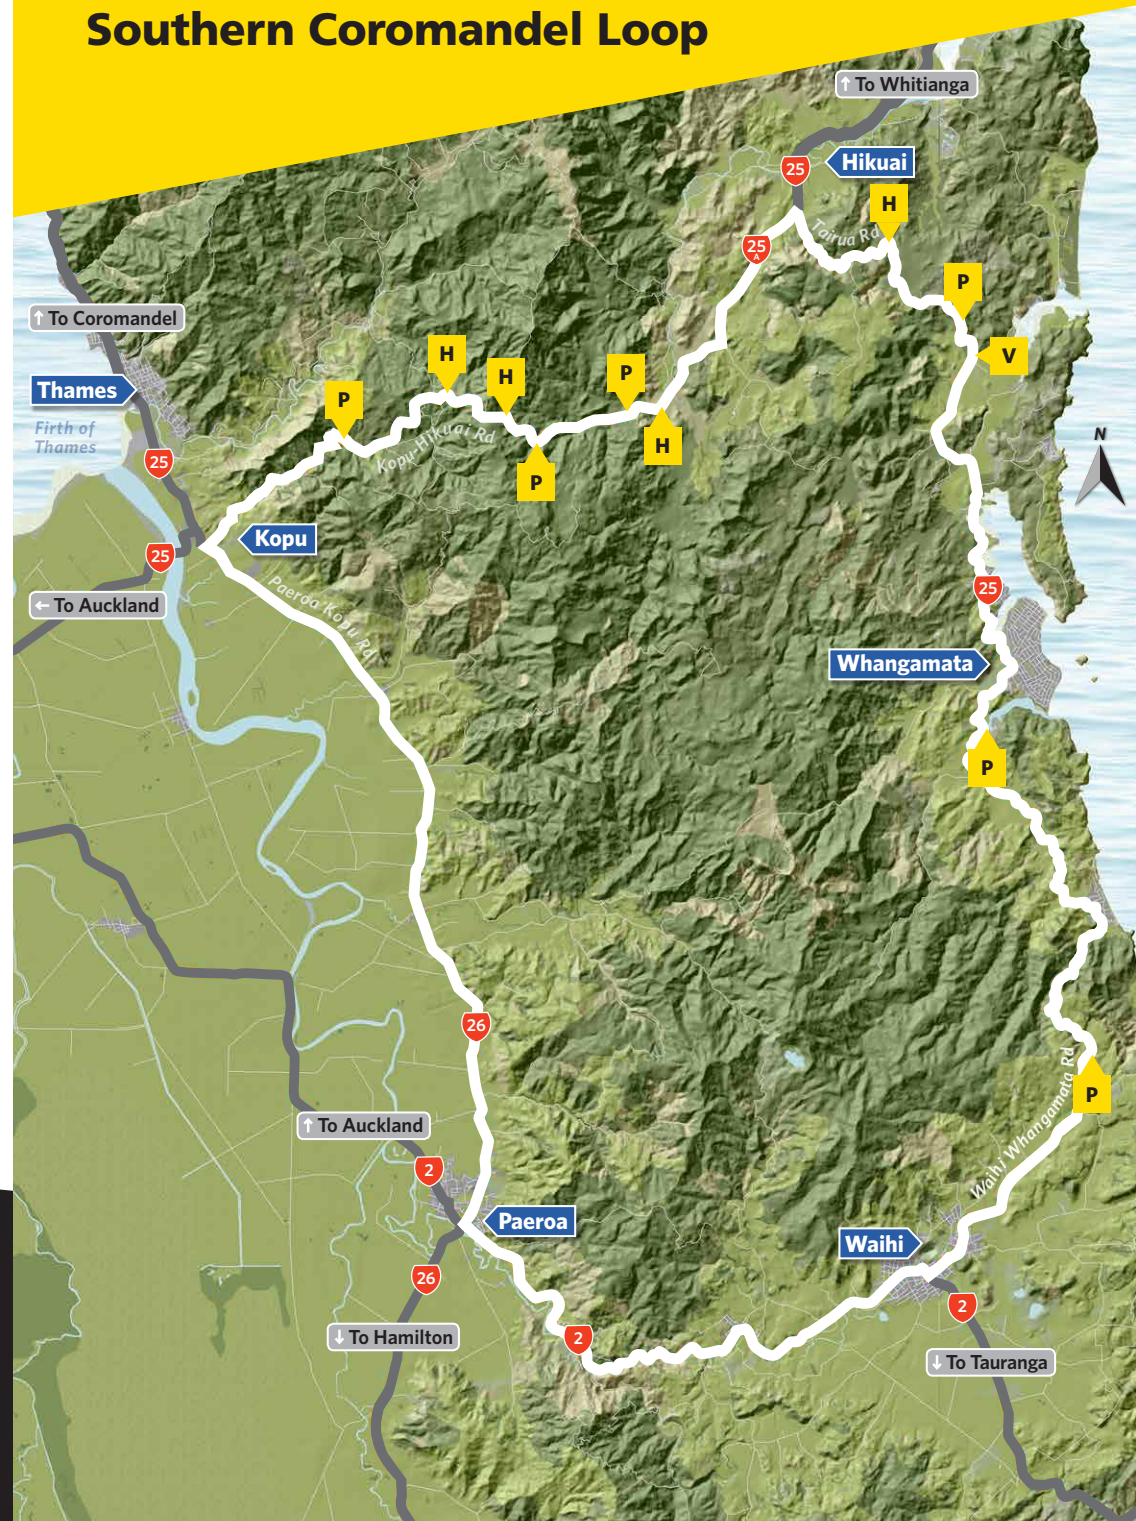 Southern Coromandel Loop
↑ To Whitianga
25
Hikuai
H
Tairua Rd
25
A
P
↑ To Coromandel
H
V
P
H
Thames
P
Firth of
Thames
Kopu-Hikuai Rd
H
N
25
P
Kopu
25
25
← To Auckland
Paeroa Kopu Rd
Whangamata
P
26
Waihi Whangamata Rd
P
↑ To Auckland
2
Paeroa
Waihi
26
2
↓ To Hamilton
2
↓ To Tauranga